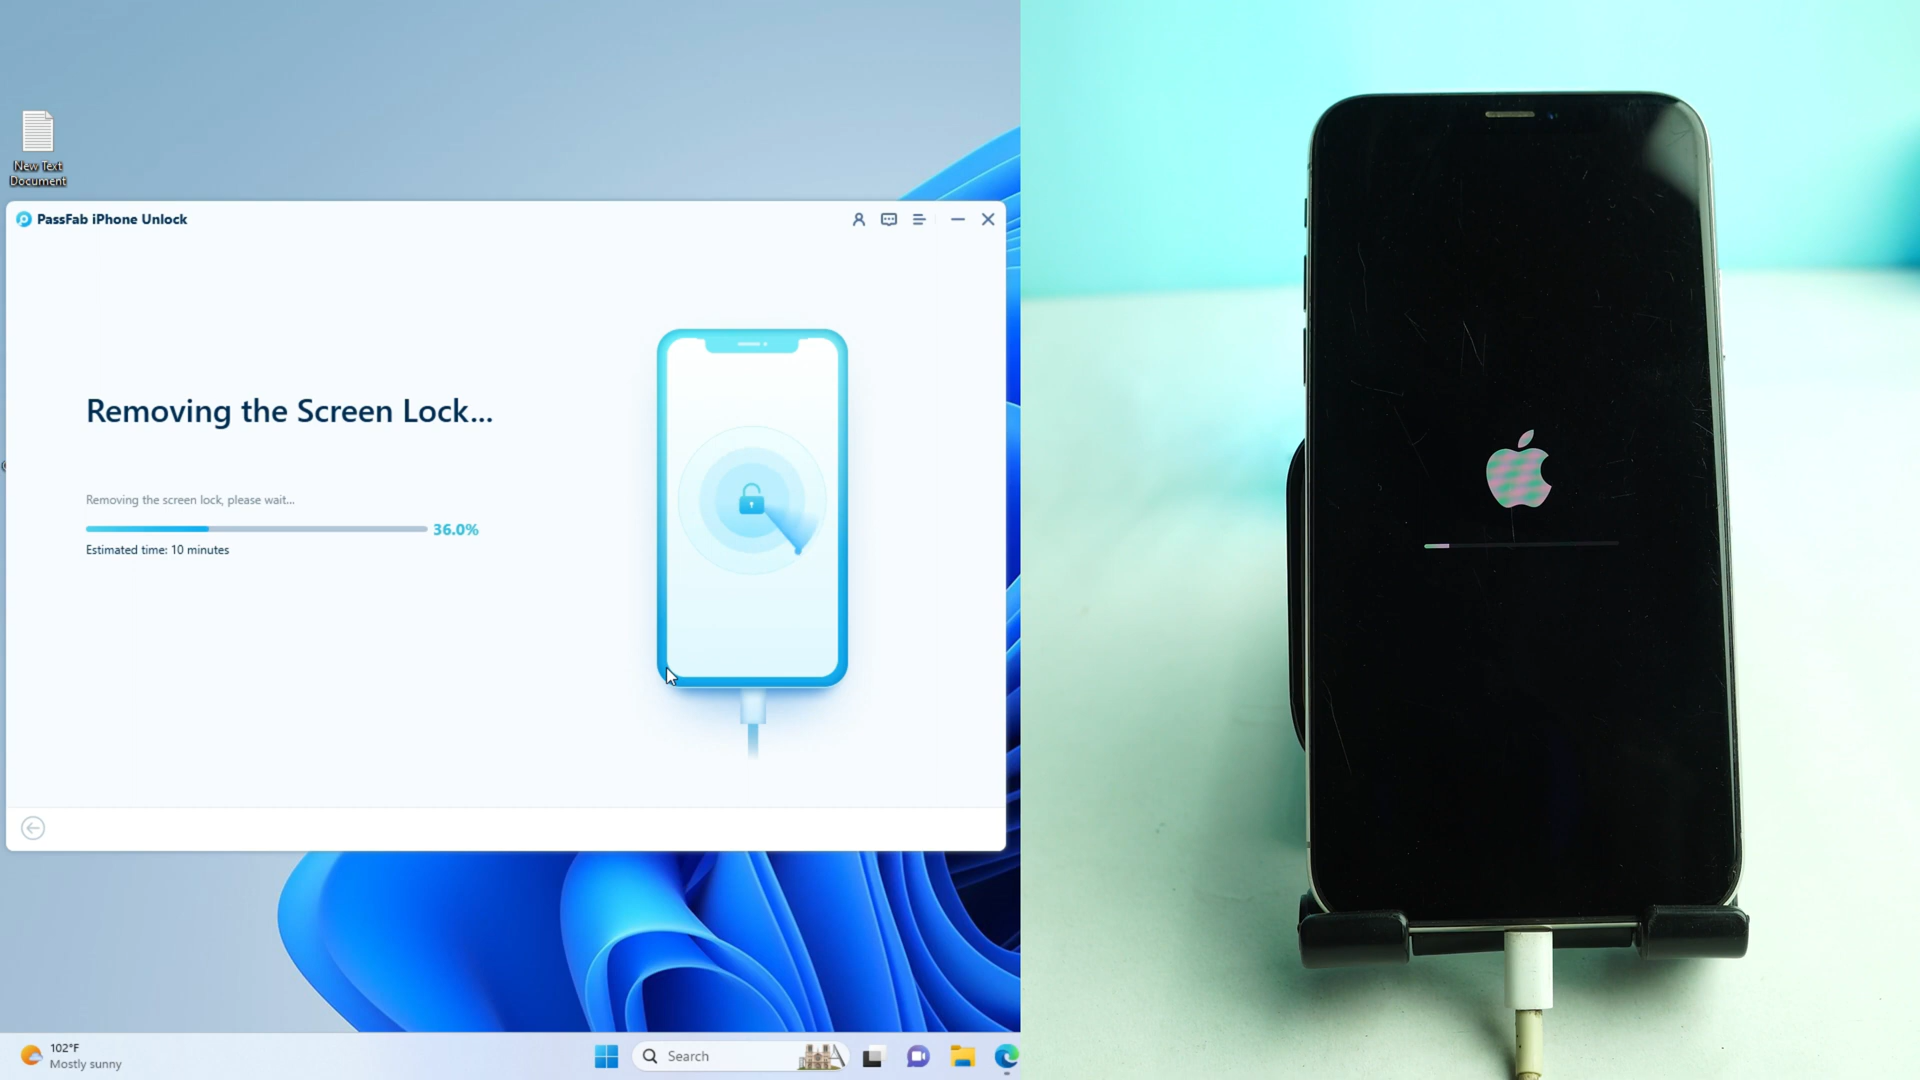 New Text
Document
PassFab iPhone Unlock
Removing the Screen Lock...
Removing the screen lock, please wait...
36.0%
Estimated time: 10 minutes
102°F
Mostly sunny
Search